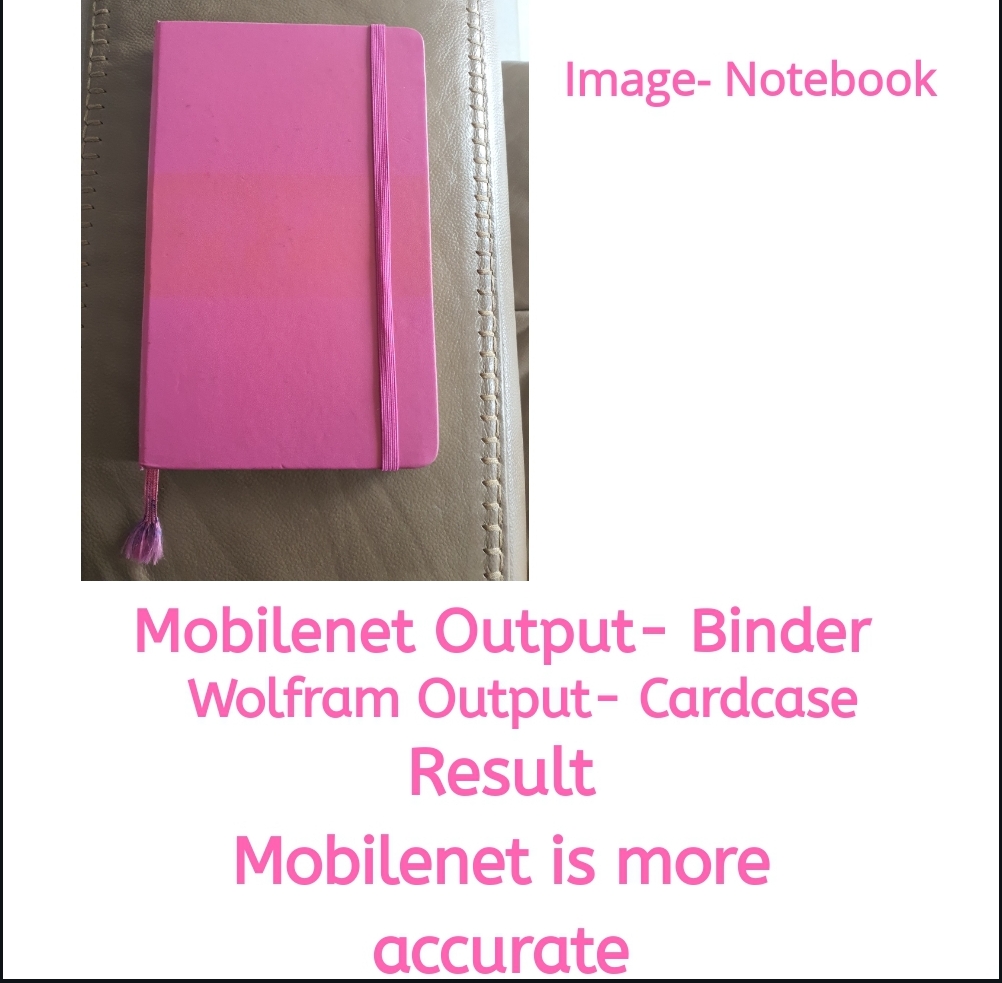 Image- Notebook
Mobilenet Output- Binder
Wolfram Output- Cardcase
Result
Mobilenet is more
accurate